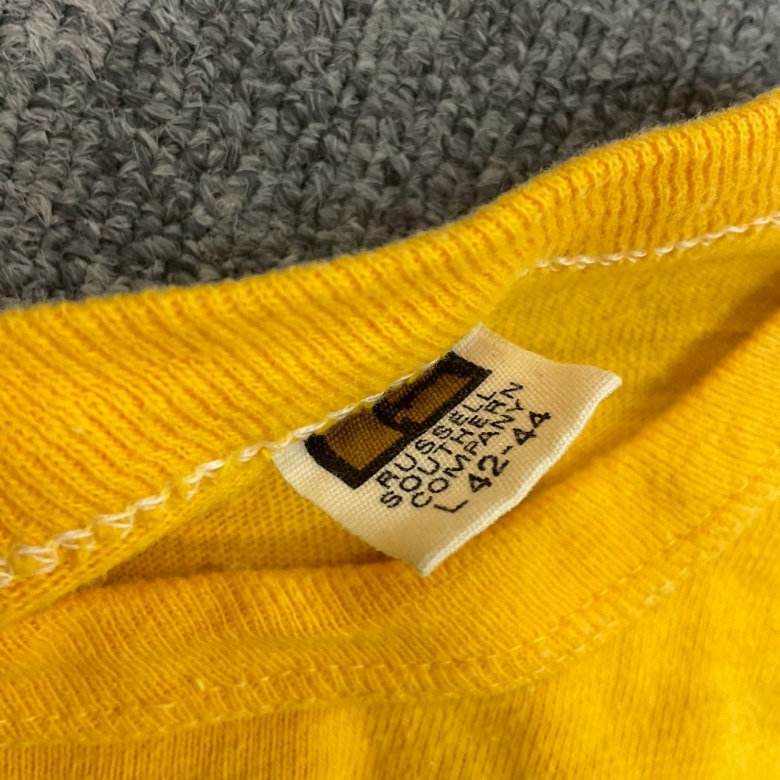 RUSSELL
SOUTHERN
COMPANY
L 42-44